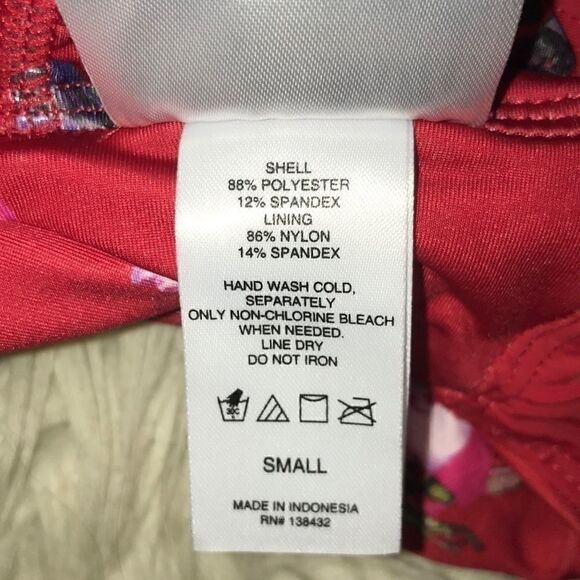 SHELL
88% POLYESTER
12% SPANDEX
LINING
86% NYLON
14% SPANDEX
HAND WASH COLD,
SEPARATELY
ONLY NON-CHLORINE BLEACH
WHEN NEEDED.
LINE DRY
DO NOT IRON
30C
SMALL
MADE IN INDONESIA
RN# 138432